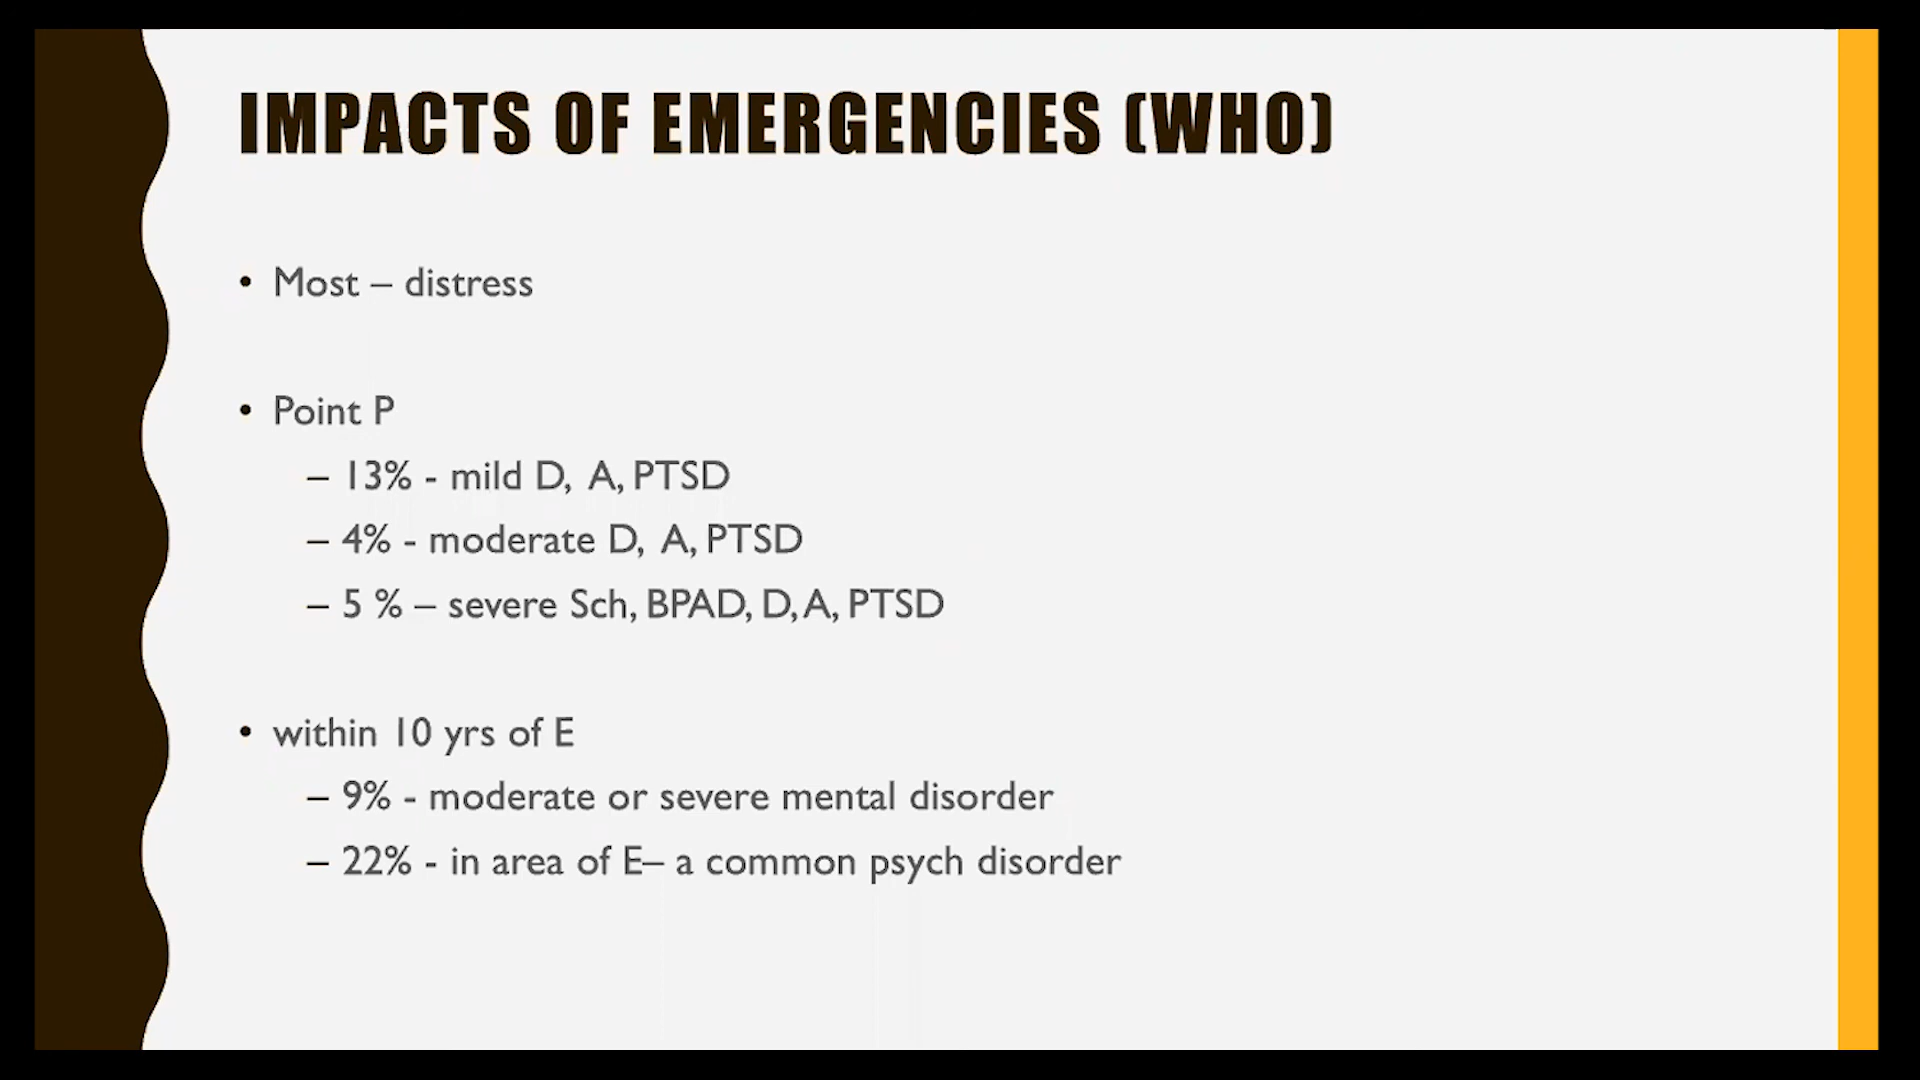 IMPACTS OF EMERGENCIES (WHO)
• Most – distress
• Point P
– 13% - mild D, A, PTSD
– 4% - moderate D, A, PTSD
– 5 % – severe Sch, BPAD, D, A, PTSD
• within 10 yrs of E
– 9% - moderate or severe mental disorder
– 22% - in area of E– a common psych disorder